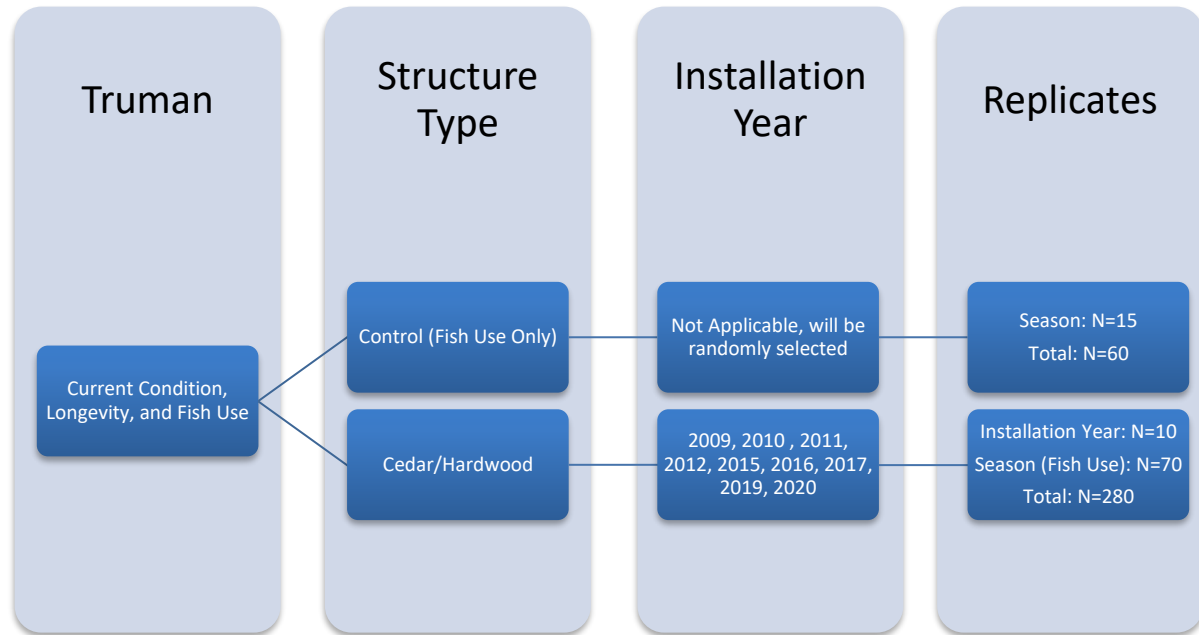 Truman
Structure
Type
Installation
Year
Replicates
Current Condition,
Longevity, and Fish Use
Control (Fish Use Only)
Not Applicable, will be
randomly selected
Season: N=15
Total: N=60
Cedar/Hardwood
2009, 2010 , 2011,
2012, 2015, 2016, 2017,
2019, 2020
Installation Year: N=10
Season (Fish Use): N=70
Total: N=280